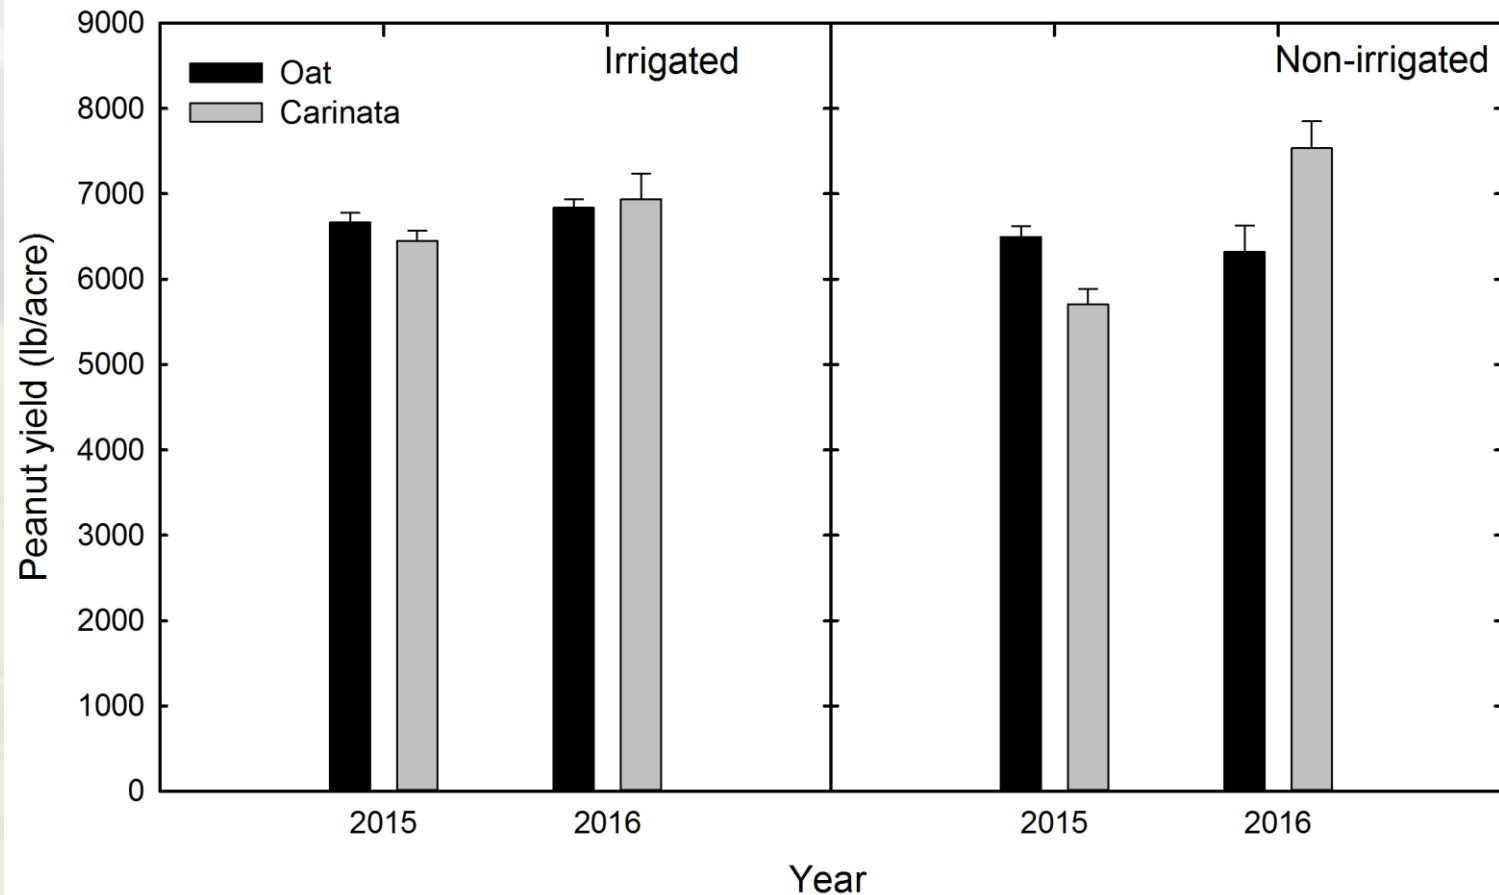 Peanut yield (lb/acre)
9000
8000
7000
6000
5000
4000
3000
2000
1000
0
Oat
Carinata
Irrigated
Non-irrigated
2015 2016 2015 2016
Year